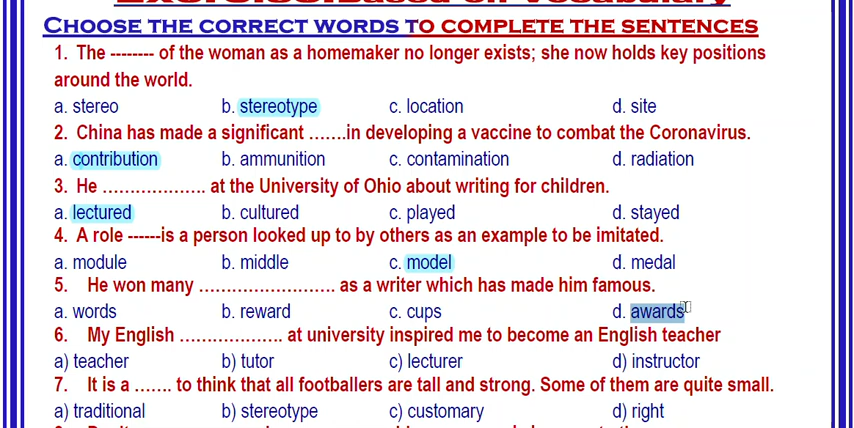 CHOOSE THE CORRECT WORDS TO COMPLETE THE SENTENCES
1. The -------- of the woman as a homemaker no longer exists; she now holds key positions
around the world.
a. stereo b. stereotype c. location d. site
2. China has made a significant …….in developing a vaccine to combat the Coronavirus.
a. contribution b. ammunition c. contamination d. radiation
3. He ………………. at the University of Ohio about writing for children.
a. lectured b. cultured c. played d. stayed
4. A role ------is a person looked up to by others as an example to be imitated.
a. module b. middle c. model d. medal
5. He won many ……………………. as a writer which has made him famous.
a. words b. reward c. cups d. awards
6. My English ………………. at university inspired me to become an English teacher
a) teacher b) tutor c) lecturer d) instructor
7. It is a ……. to think that all footballers are tall and strong. Some of them are quite small.
a) traditional b) stereotype c) customary d) right